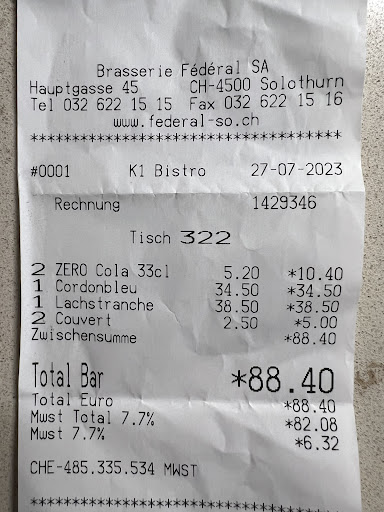 Brasserie Fédéral SA
Hauptgasse 45 CH-4500 Solothurn
Tel 032 622 15 15 Fax 032 622 15 16
www.federal-so.ch
***********************************
#0001 K1 Bistro 27-07-2023
Rechnung 1429346
Tisch 322
2 ZERO Cola 33cl 5.20 *10.40
1 Cordonbleu 34.50 *34.50
1 Lachstranche 38.50 *38.50
2 Couvert 2.50 *5.00
Zwischensumme *88.40
Total Bar *88.40
Total Euro *88.40
Mwst Total 7.7% *82.08
Mwst 7.7% *6.32
CHE-485.335.534 MWST
***********************************